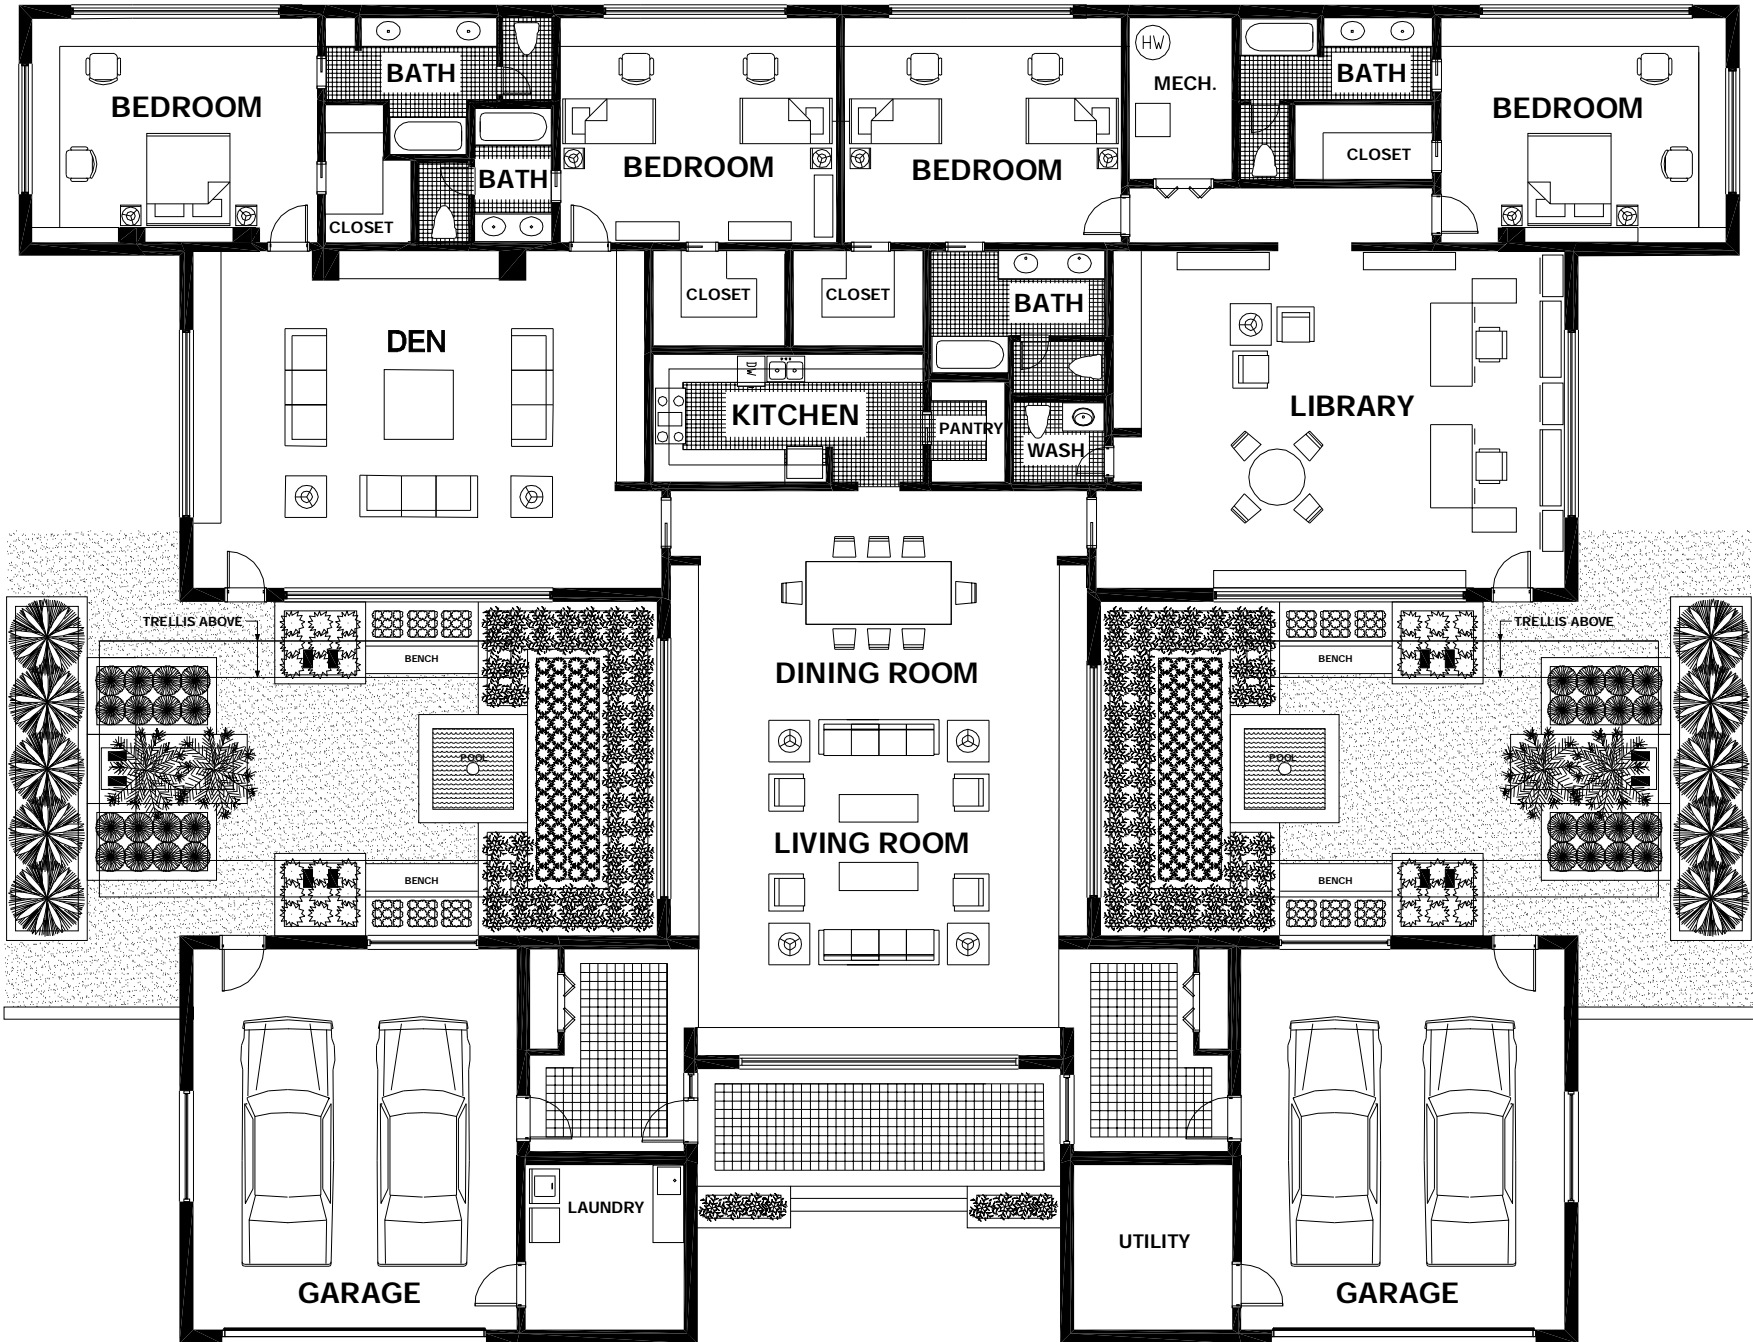 HW
BATH
MECH.
BATH
BEDROOM
BEDROOM
CLOSET
BEDROOM
BEDROOM
BATH
CLOSET
CLOSET
CLOSET
BATH
DEN
DW
LIBRARY
KITCHEN
PANTRY
WASH
TRELLIS ABOVE
TRELLIS ABOVE
BENCH
BENCH
DINING ROOM
POOL
POOL
LIVING ROOM
BENCH
BENCH
LAUNDRY
UTILITY
GARAGE
GARAGE